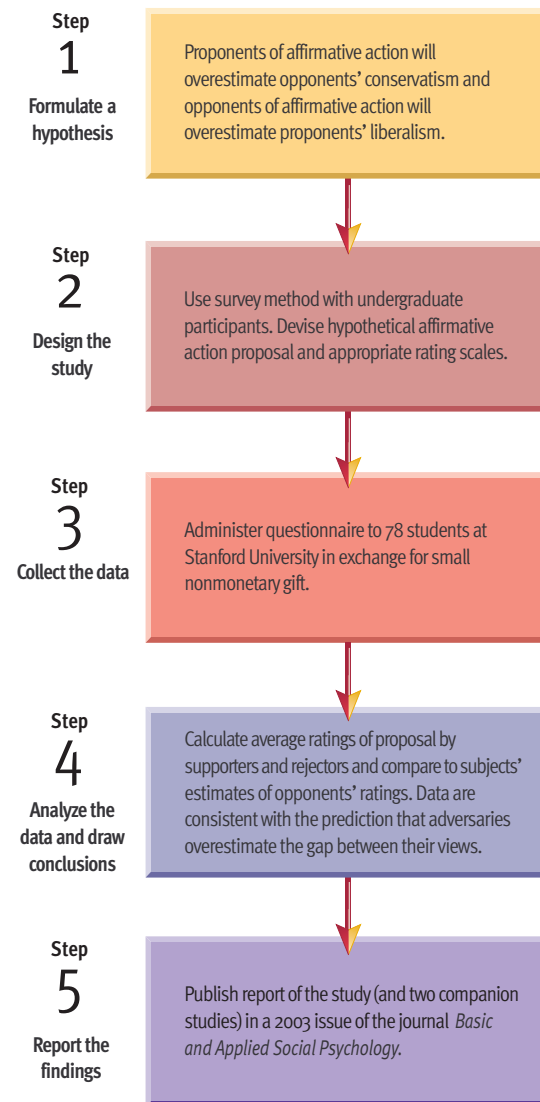 Step
1
Formulate a
hypothesis
Proponents of affirmative action will
overestimate opponents' conservatism and
opponents of affirmative action will
overestimate proponents' liberalism.
Step
2
Design the
study
Use survey method with undergraduate
participants. Devise hypothetical affirmative
action proposal and appropriate rating scales.
Step
3
Collect the data
Administer questionnaire to 78 students at
Stanford University in exchange for small
nonmonetary gift.
Step
4
Analyze the
data and draw
conclusions
Calculate average ratings of proposal by
supporters and rejectors and compare to subjects'
estimates of opponents' ratings. Data are
consistent with the prediction that adversaries
overestimate the gap between their views.
Step
5
Report the
findings
Publish report of the study (and two companion
studies) in a 2003 issue of the journal Basic
and Applied Social Psychology.